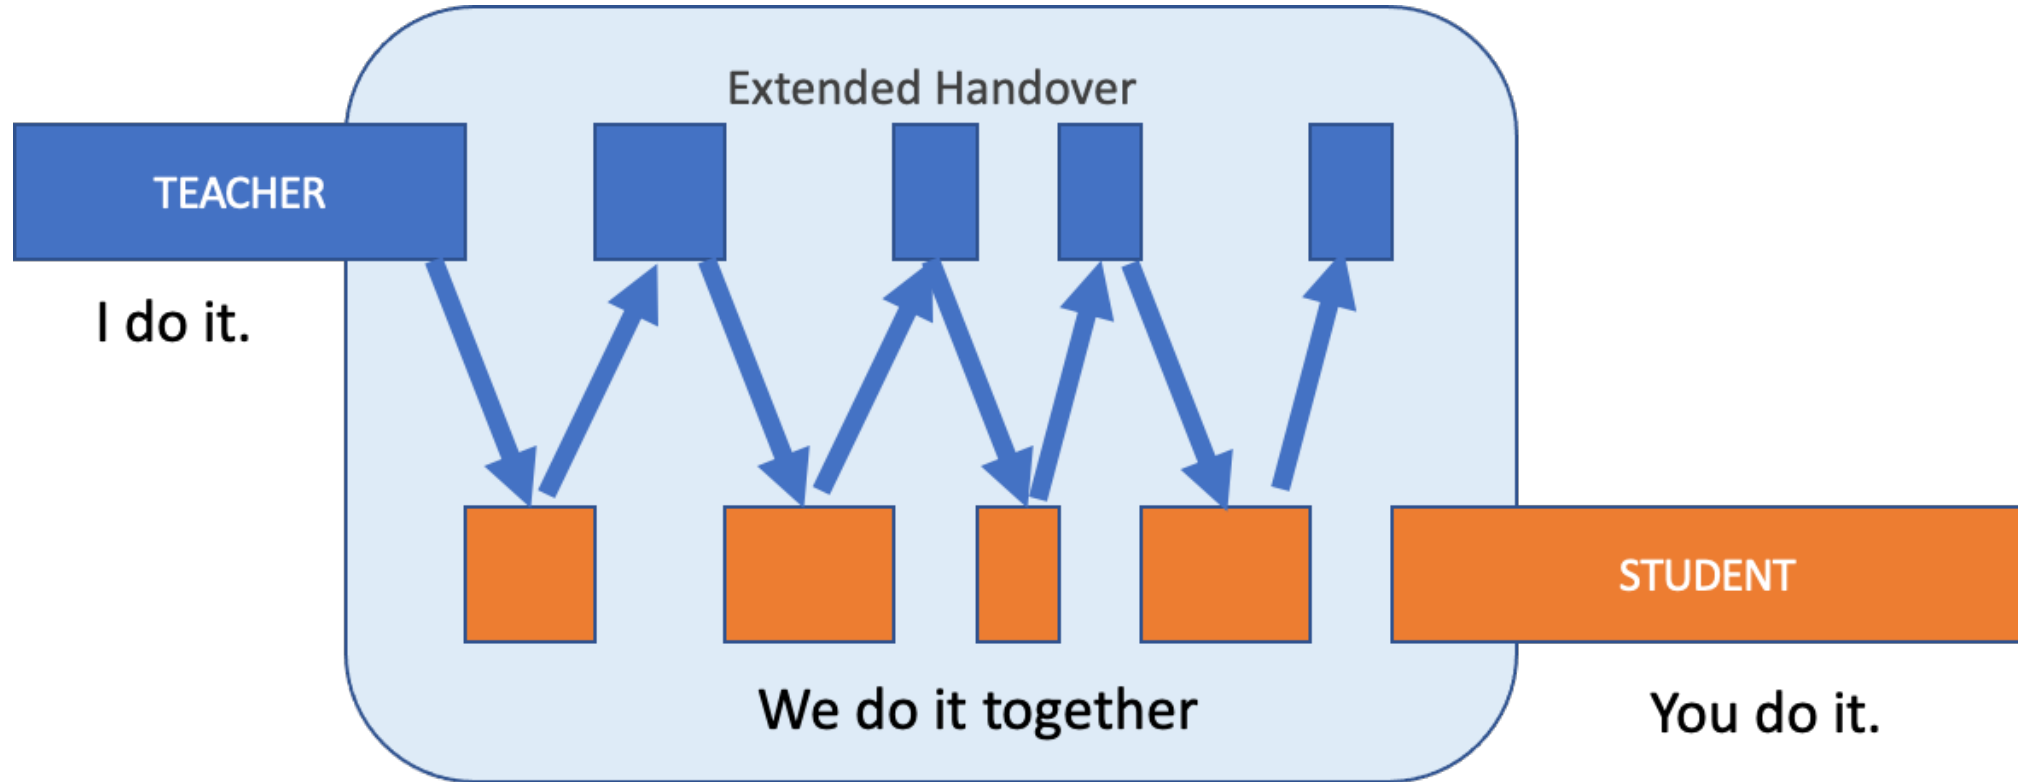 Extended Handover
TEACHER
I do it.
STUDENT
We do it together
You do it.